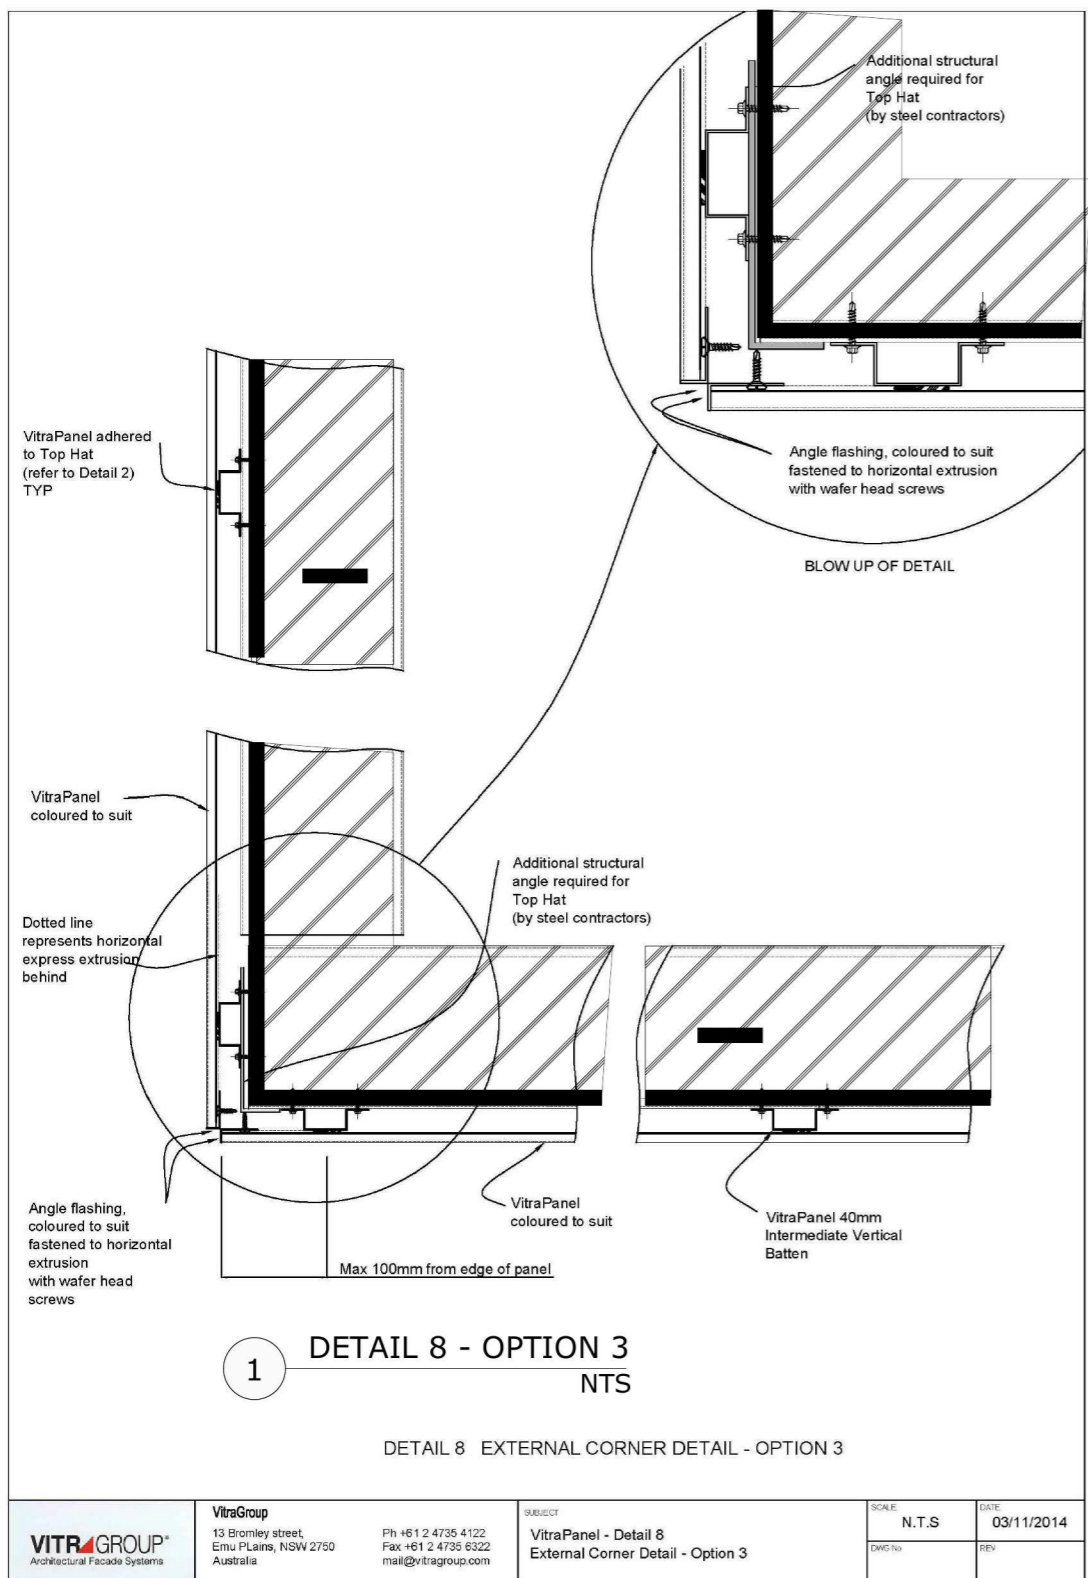 Additional structural
angle required for
Top Hat
(by steel contractors)
Angle flashing, coloured to suit
fastened to horizontal extrusion
with wafer head screws
BLOW UP OF DETAIL
VitraPanel adhered
to Top Hat
(refer to Detail 2)
TYP
VitraPanel
coloured to suit
Additional structural
angle required for
Top Hat
(by steel contractors)
Dotted line
represents horizontal
express extrusion
behind
Angle flashing,
coloured to suit
fastened to horizontal
extrusion
with wafer head
screws
VitraPanel
coloured to suit
VitraPanel 40mm
Intermediate Vertical
Batten
Max 100mm from edge of panel
1
DETAIL 8 - OPTION 3
NTS
DETAIL 8 EXTERNAL CORNER DETAIL - OPTION 3
VITRAGROUP®
Architectural Facade Systems
VitraGroup
13 Bromley street,
Emu PLains, NSW 2750
Australia
Ph +61 2 4735 4122
Fax +61 2 4735 6322
mail@vitragroup.com
SUBJECT
VitraPanel - Detail 8
External Corner Detail - Option 3
SCALE
N.T.S
DATE
03/11/2014
DWG No
REV